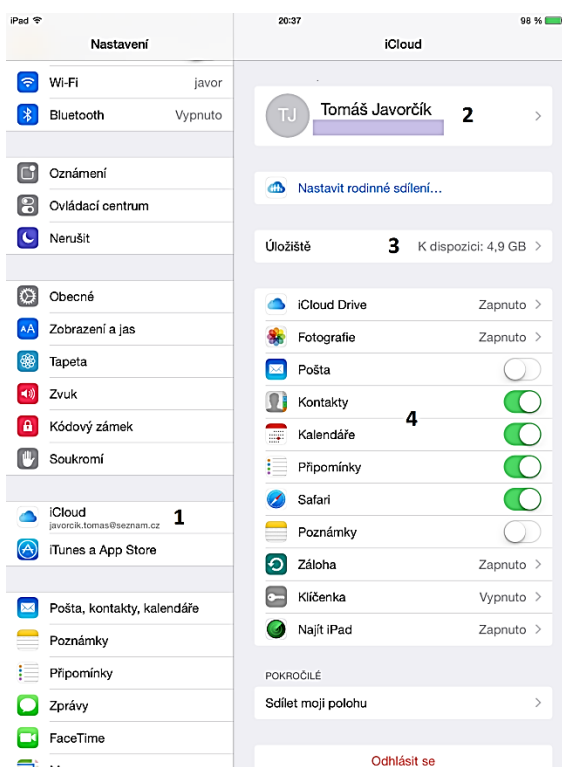 iPad 20:37 98 %
Nastavení
iCloud
Wi-Fi javor
Bluetooth Vypnuto
Oznámení
Ovládací centrum
Nerušit
Obecné
AA Zobrazení a jas
Tapeta
Zvuk
Kódový zámek
Soukromí
iCloud
javorcik.tomas@seznam.cz
1
iTunes a App Store
Pošta, kontakty, kalendáře
Poznámky
Připomínky
Zprávy
FaceTime
TJ Tomáš Javorčík 2
Nastavit rodinné sdílení...
Úložiště 3 K dispozici: 4,9 GB
iCloud Drive Zapnuto
Fotografie Zapnuto
Pošta
Kontakty
4
Kalendáře
Připomínky
Safari
Poznámky
Záloha Zapnuto
Klíčenka Vypnuto
Najít iPad Zapnuto
POKROČILÉ
Sdílet moji polohu
Odhlásit se